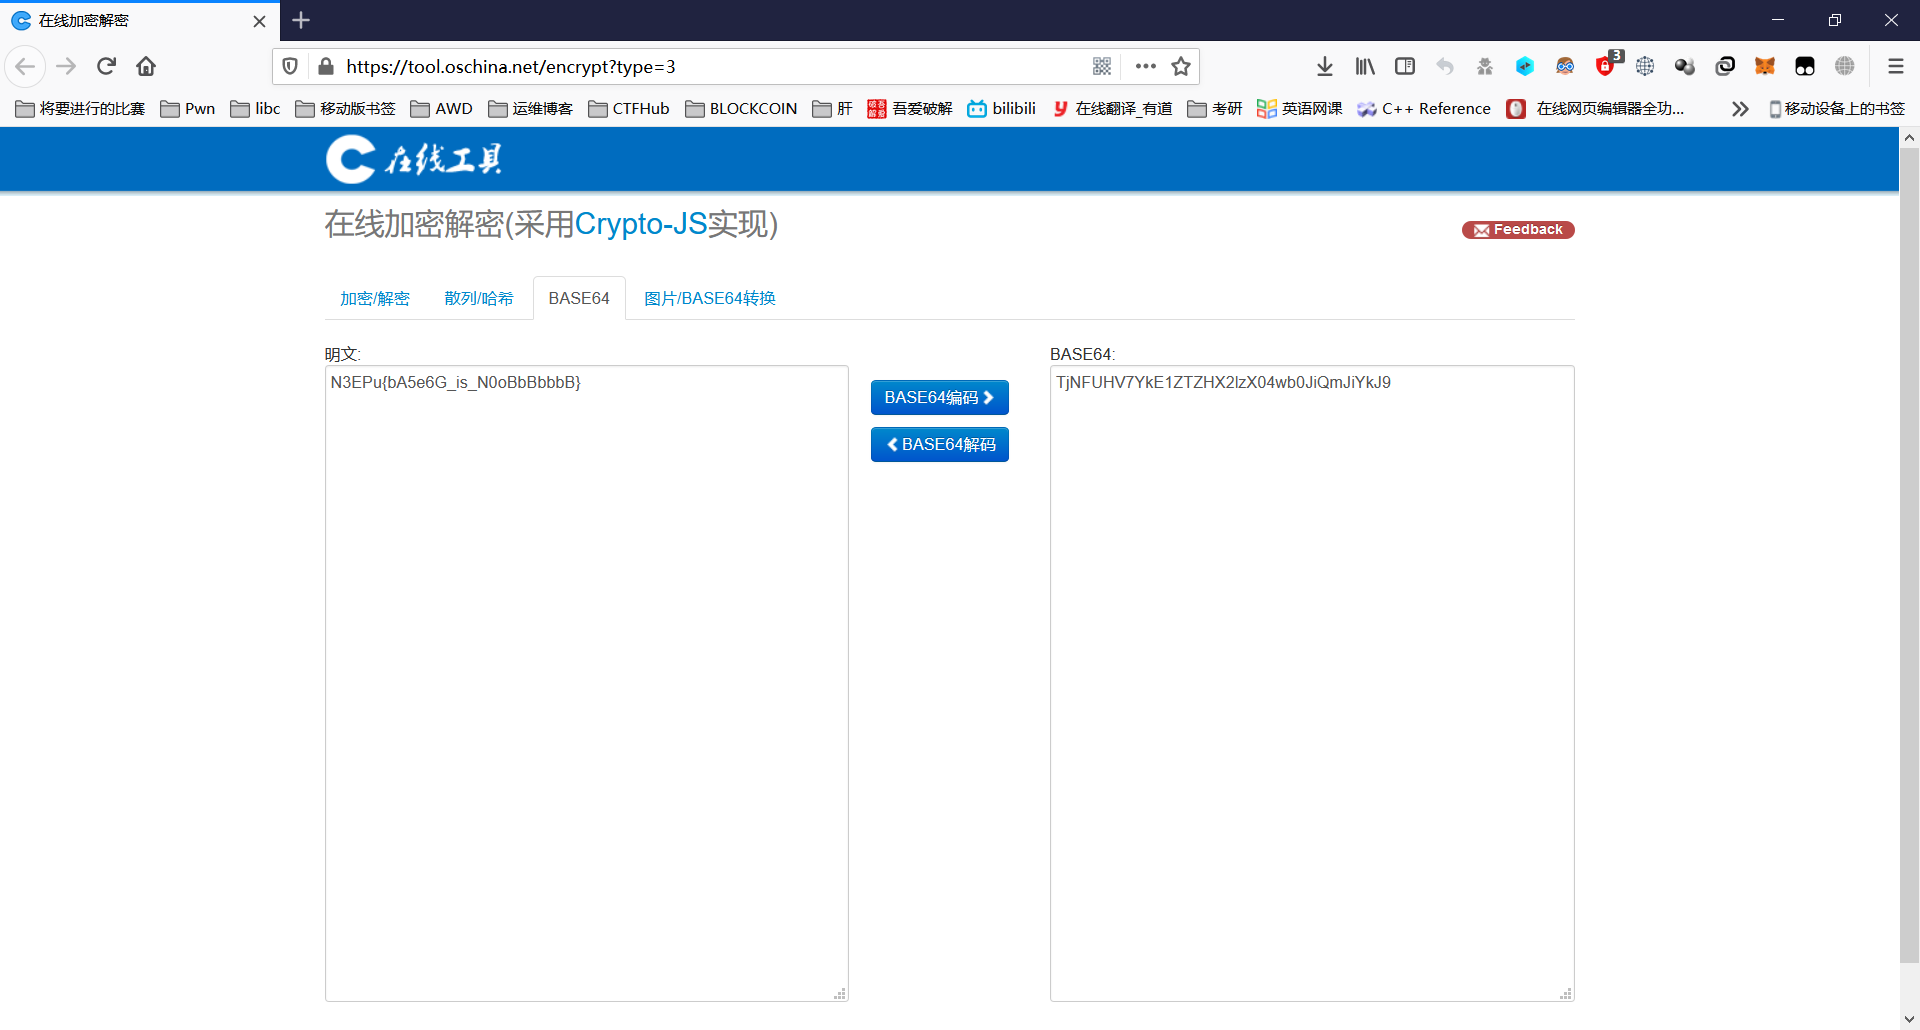 在线加密解密
https://tool.oschina.net/encrypt?type=3
3
将要进行的比赛 Pwn libc 移动版书签 AWD 运维博客 CTFHub BLOCKCOIN 肝 吾爱破解 bilibili 在线翻译_有道 考研 英语网课 C++ Reference 在线网页编辑器全功... 移动设备上的书签
在线工具
在线加密解密(采用Crypto-JS实现)
Feedback
加密/解密 散列/哈希 BASE64 图片/BASE64转换
明文:
BASE64:
N3EPu{bA5e6G_is_N0oBbBbbbB}
TjNFUHV7YkE1ZTZHX2lzX04wb0JiQmJiYkJ9
BASE64编码
BASE64解码